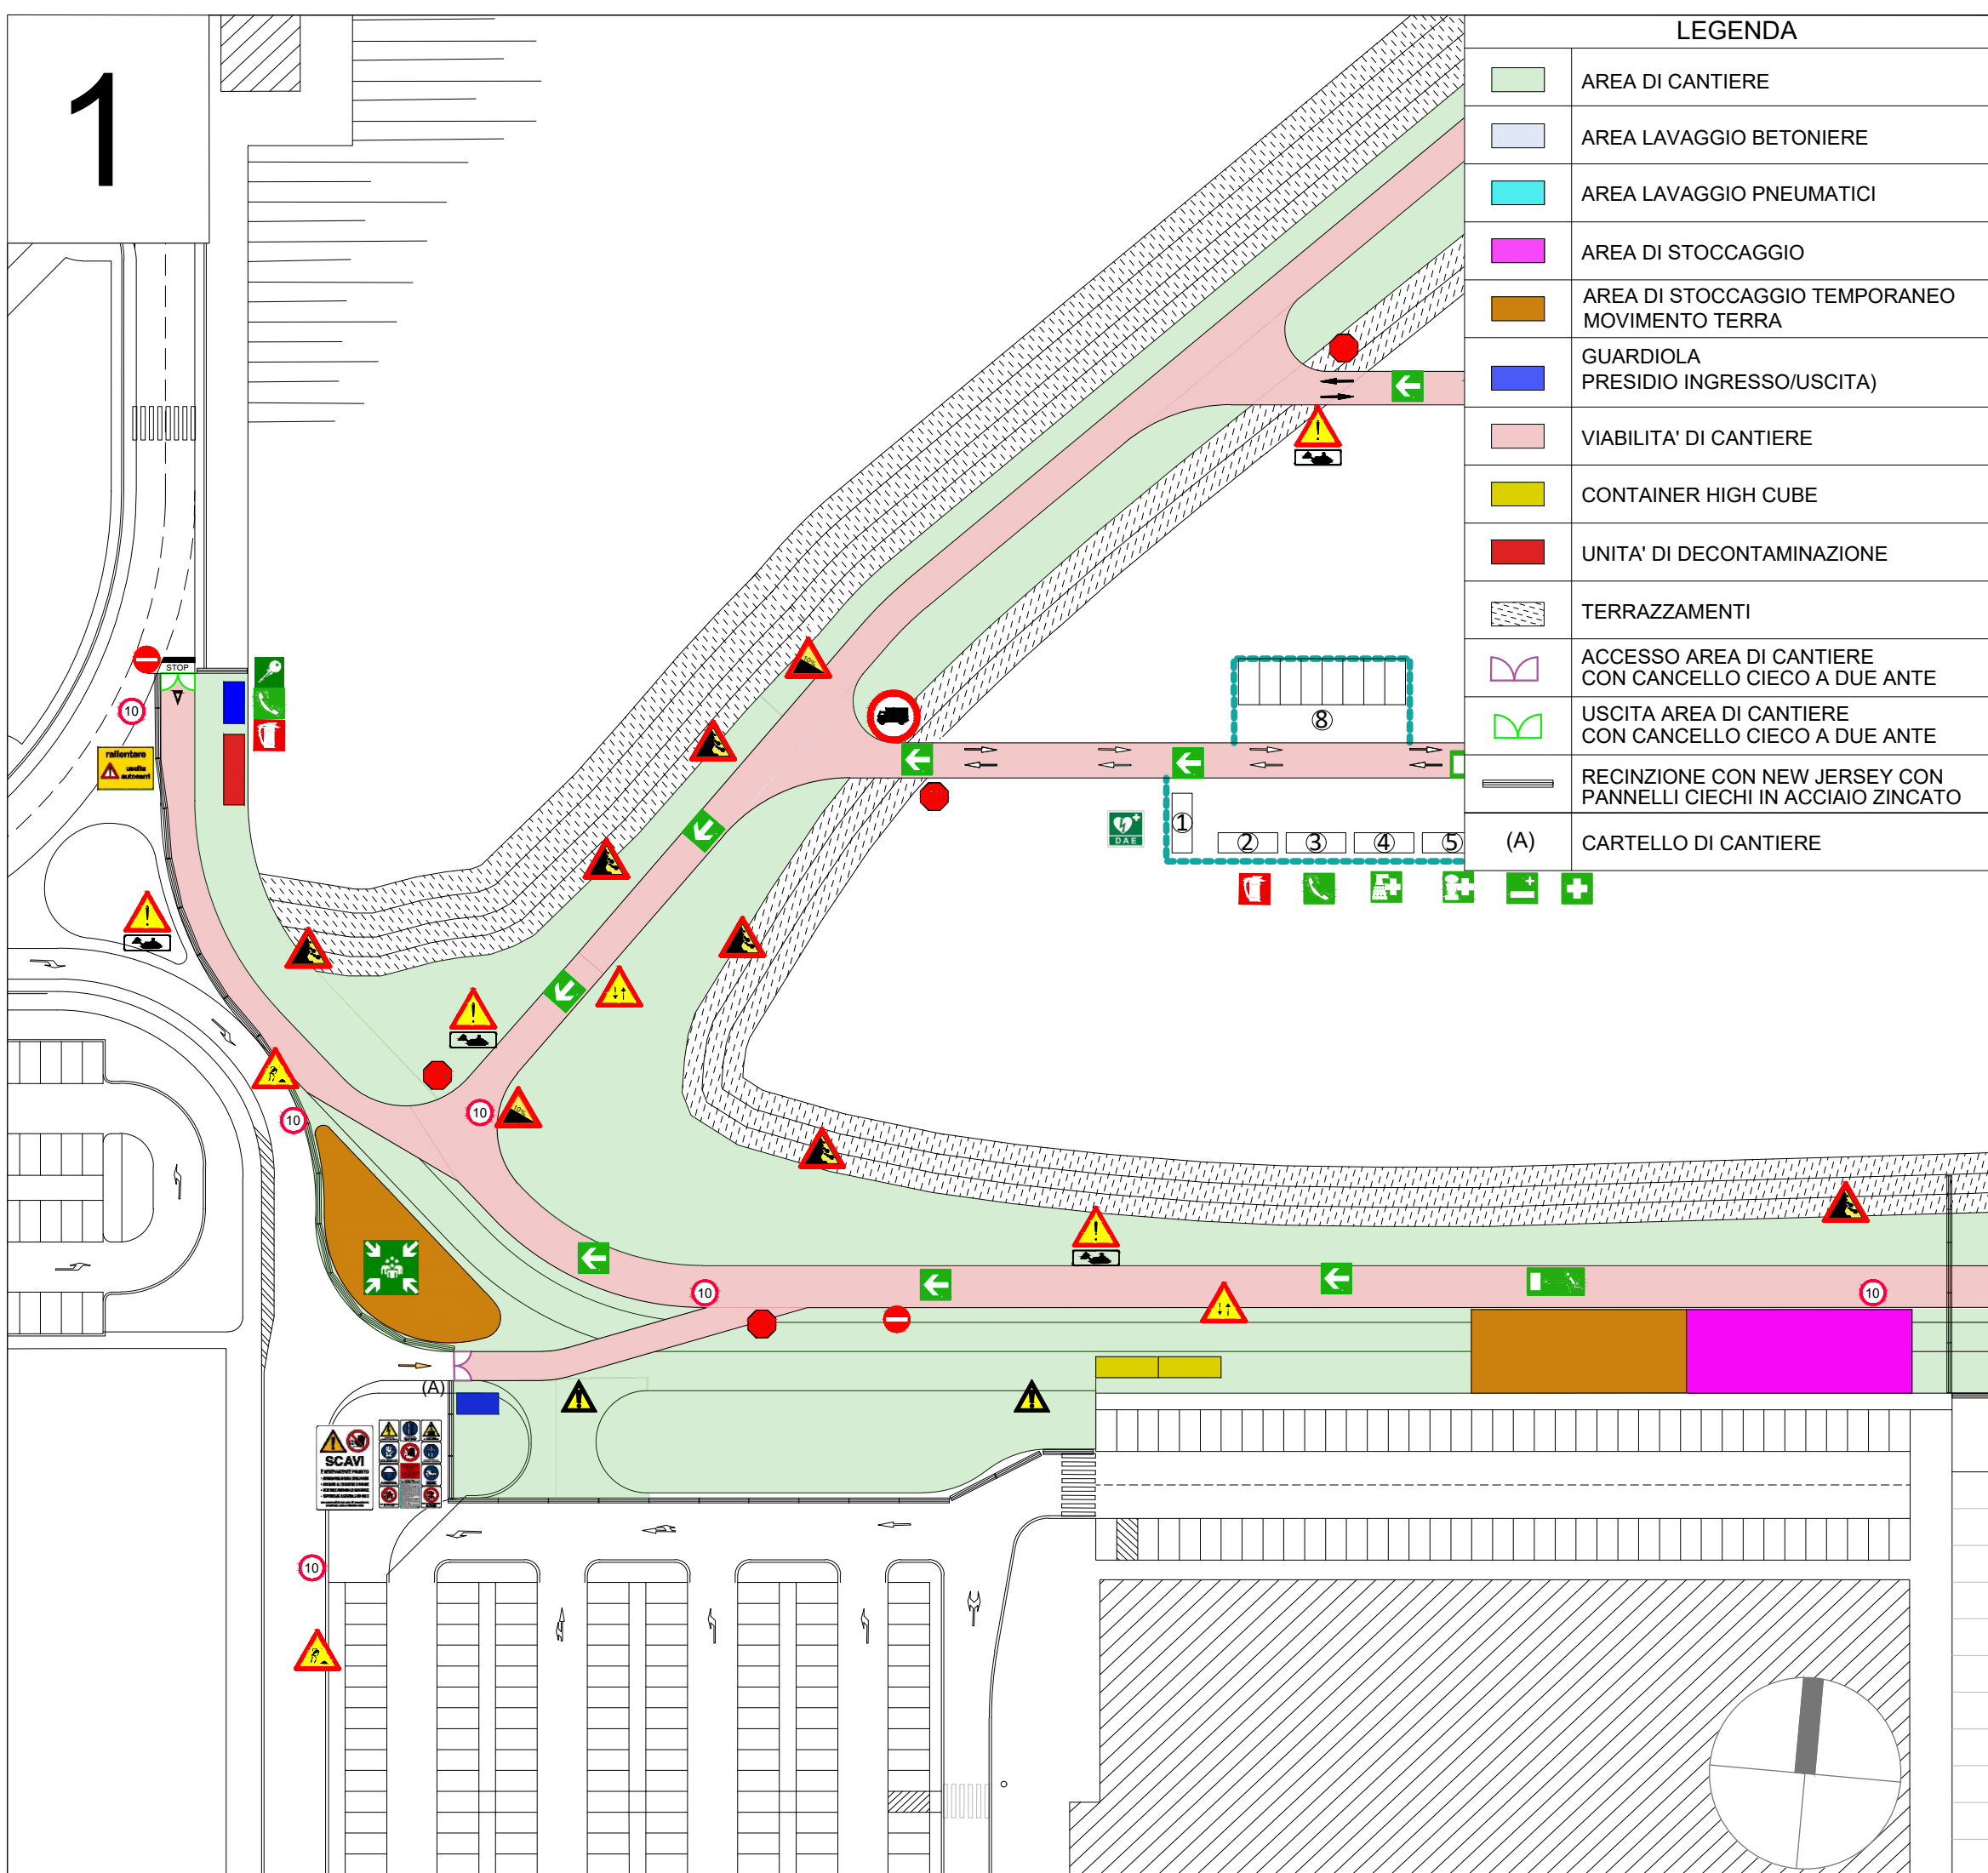 1
LEGENDA
AREA DI CANTIERE
AREA LAVAGGIO BETONIERE
AREA LAVAGGIO PNEUMATICI
AREA DI STOCCAGGIO
AREA DI STOCCAGGIO TEMPORANEO
MOVIMENTO TERRA
GUARDIOLA
PRESIDIO INGRESSO/USCITA)
VIABILITA' DI CANTIERE
CONTAINER HIGH CUBE
UNITA' DI DECONTAMINAZIONE
TERRAZZAMENTI
ACCESSO AREA DI CANTIERE
CON CANCELLO CIECO A DUE ANTE
USCITA AREA DI CANTIERE
CON CANCELLO CIECO A DUE ANTE
RECINZIONE CON NEW JERSEY CON
PANNELLI CIECHI IN ACCIAIO ZINCATO
(A)
CARTELLO DI CANTIERE
STOP
10
rallentare
uscita
autocarri
10%
8
DAE
1
2
3
4
5
10
10
10%
10
10
(A)
SCAVI
10